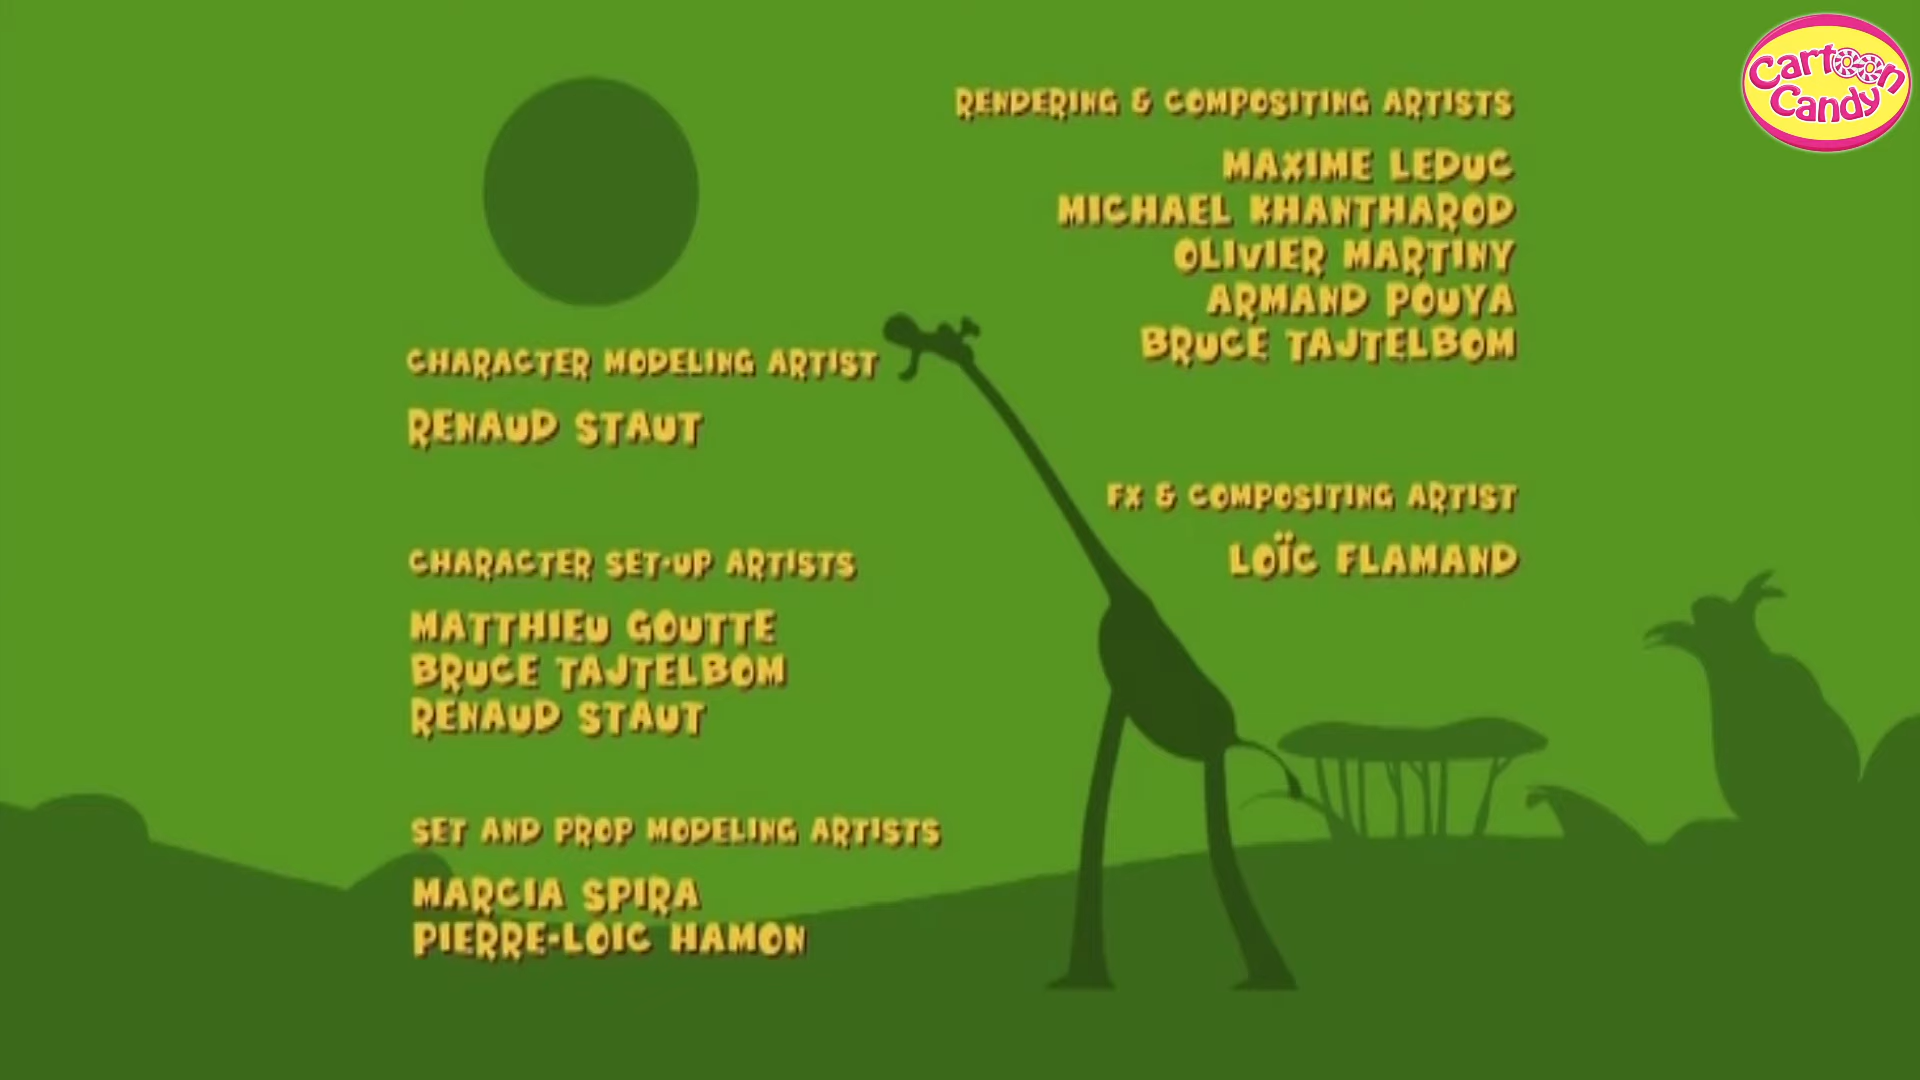 CHARACTER MODELING ARTIST
RENAUD STAUT
CHARACTER SET-UP ARTISTS
MATTHIEU GOUTTE
BRUCE TAJTELBOM
RENAUD STAUT
SET AND PROP MODELING ARTISTS
MARCIA SPIRA
PIERRE-LOIC HAMON
RENDERING & COMPOSITING ARTISTS
MAXIME LEDUC
MICHAEL KHANTHAROD
OLIVIER MARTINY
ARMAND POUYA
BRUCE TAJTELBOM
FX & COMPOSITING ARTIST
LOÏC FLAMAND
Cartoon
Candy